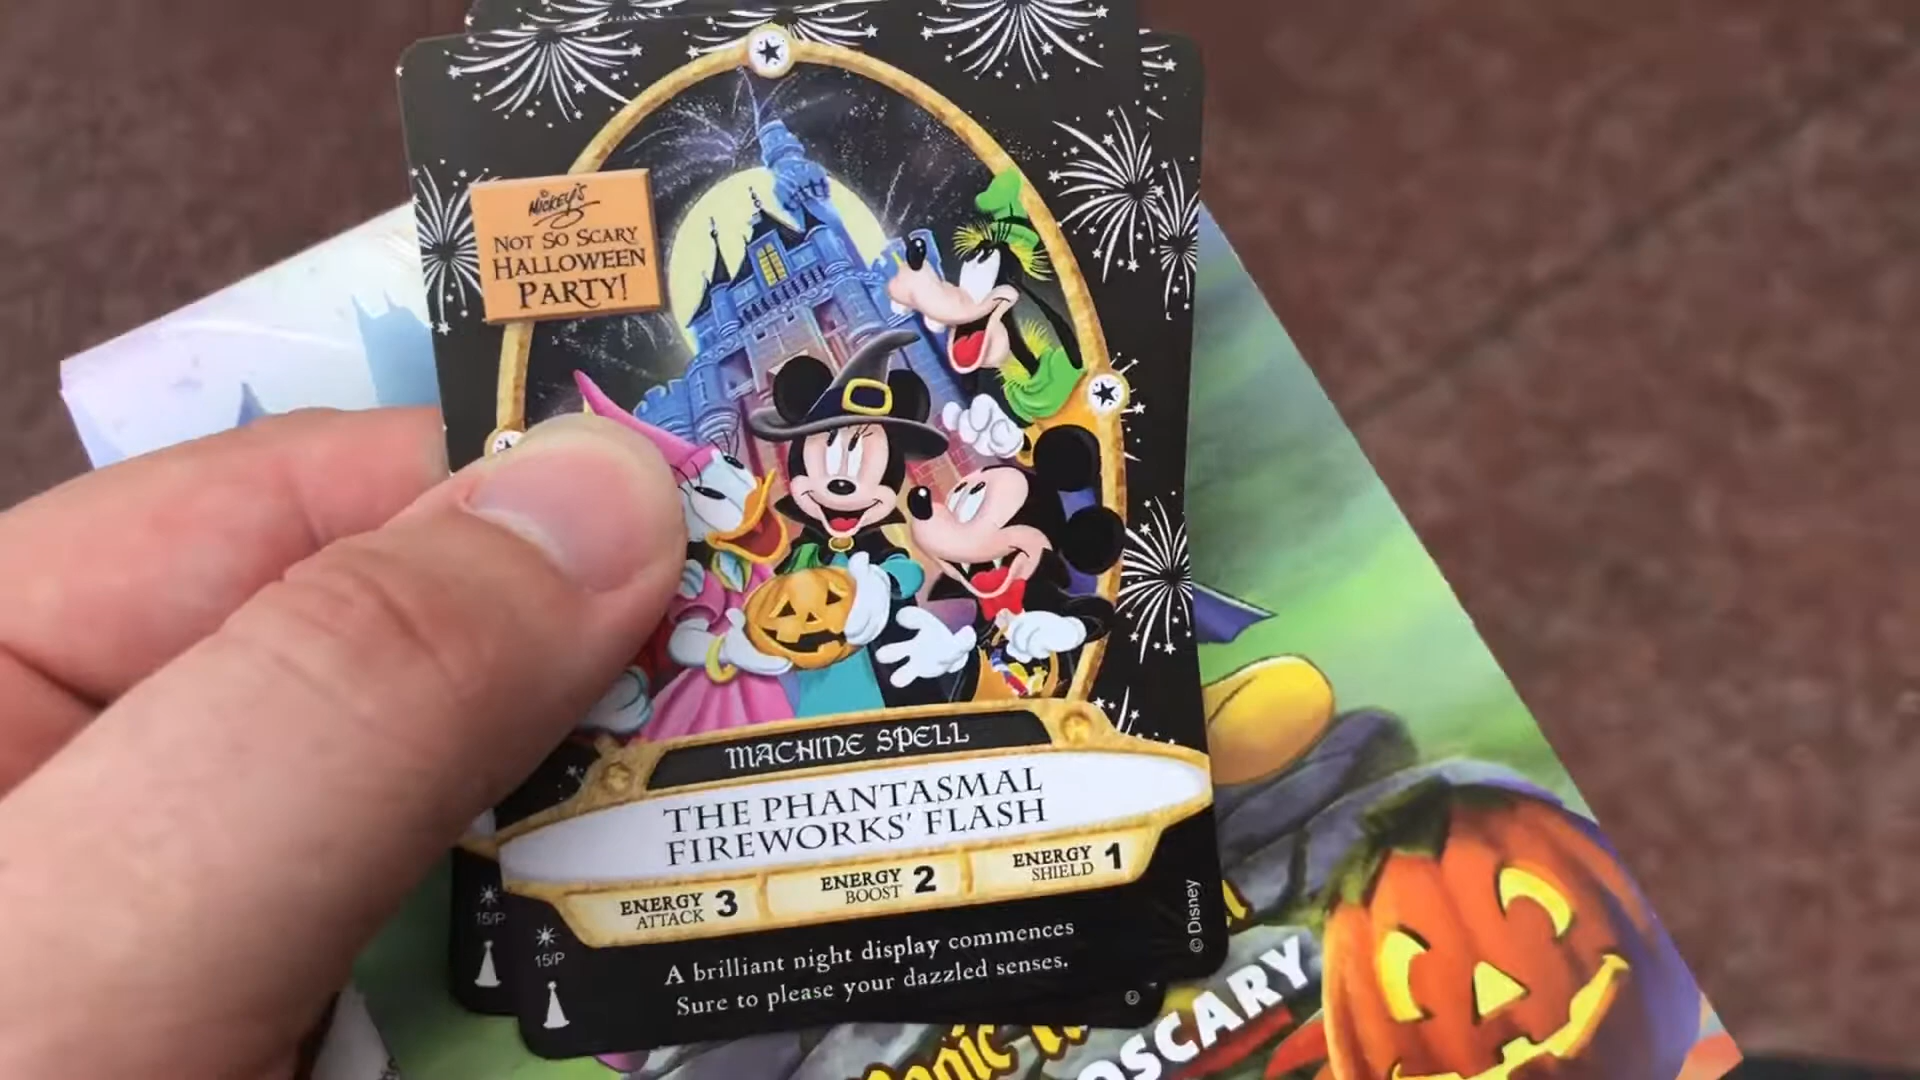 MICKEY'S
NOT SO SCARY
HALLOWEEN
PARTY!
MACHINE SPELL
THE PHANTASMAL
FIREWORKS' FLASH
ENERGY ATTACK 3
ENERGY BOOST 2
ENERGY SHIELD 1
A brilliant night display commences
Sure to please your dazzled senses.
15/P
15/P
© Disney
Magic
OSCARY